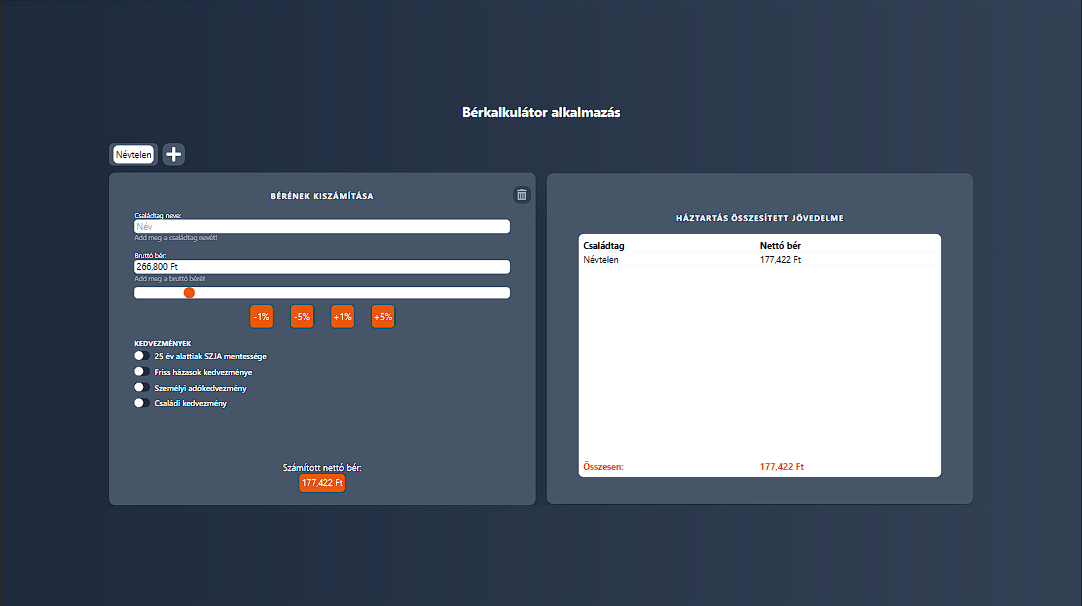 Bérkalkulátor alkalmazás
Névtelen
BÉRÉNEK KISZÁMÍTÁSA
Családtag neve:
Név
Add meg a családtag nevét!
Bruttó bér:
266,800 Ft
Add meg a bruttó bérét
-1% -5% +1% +5%
KEDVEZMÉNYEK
25 év alattiak SZJA mentessége
Friss házasok kedvezménye
Személyi adókedvezmény
Családi kedvezmény
Számított nettó bér:
177,422 Ft
HÁZTARTÁS ÖSSZESÍTETT JÖVEDELME
Családtag Nettó bér
Névtelen 177,422 Ft
Összesen: 177,422 Ft